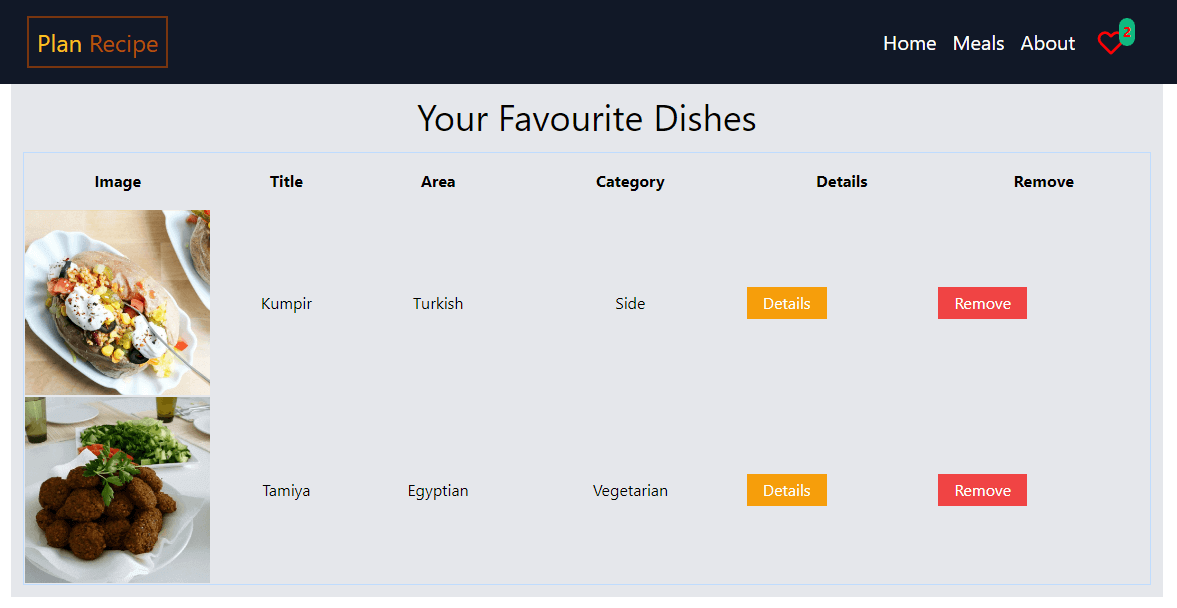 Plan Recipe
Home Meals About 2
Your Favourite Dishes
Image Title Area Category Details Remove
Kumpir Turkish Side Details Remove
Tamiya Egyptian Vegetarian Details Remove